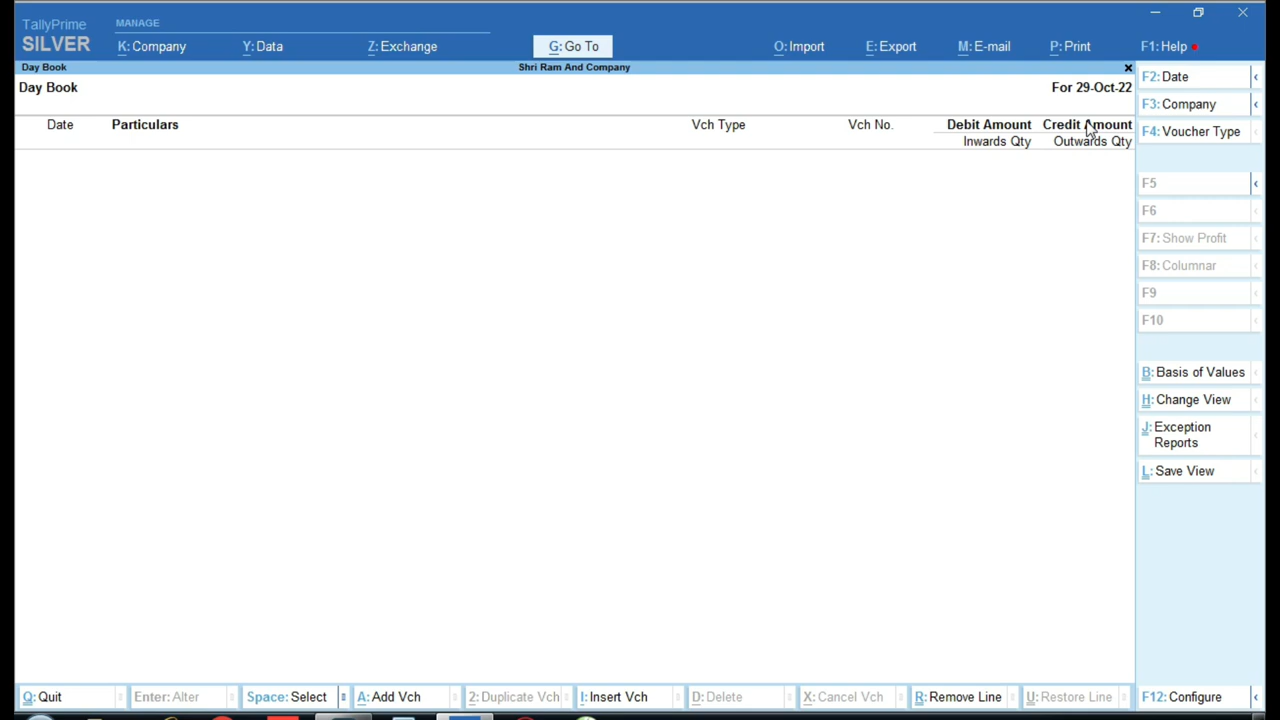 TallyPrime
MANAGE
SILVER
K: Company
Y: Data
Z: Exchange
G: Go To
O: Import
E: Export
M: E-mail
P: Print
F1: Help
Day Book
Shri Ram And Company
Day Book
For 29-Oct-22
Date
Particulars
Vch Type
Vch No.
Debit Amount
Credit Amount
Inwards Qty
Outwards Qty
F2: Date
F3: Company
F4: Voucher Type
F5
F6
F7: Show Profit
F8: Columnar
F9
F10
B: Basis of Values
H: Change View
J: Exception
Reports
L: Save View
Q: Quit
Enter: Alter
Space: Select
A: Add Vch
2: Duplicate Vch
I: Insert Vch
D: Delete
X: Cancel Vch
R: Remove Line
U: Restore Line
F12: Configure